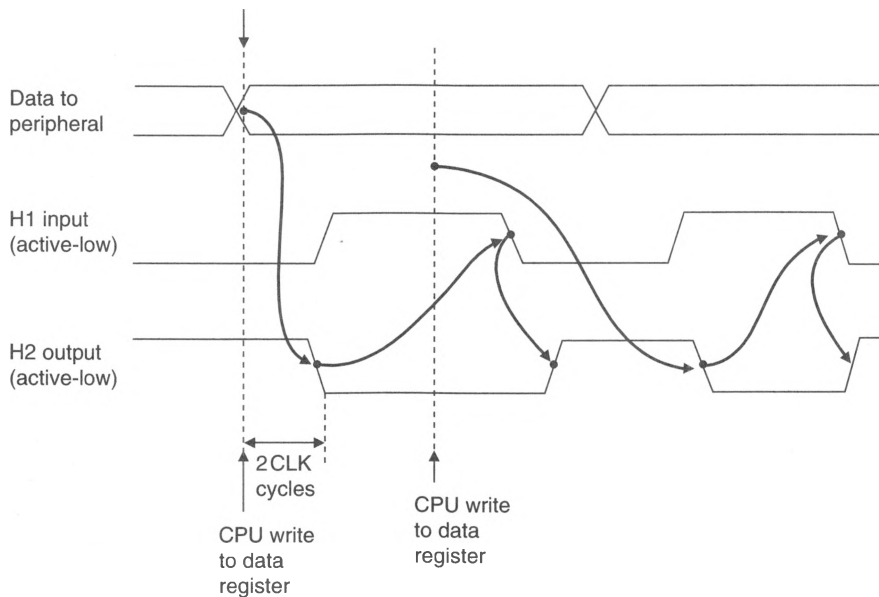 Data to
peripheral
H1 input
(active-low)
H2 output
(active-low)
2 CLK
cycles
CPU write
to data
register
CPU write
to data
register